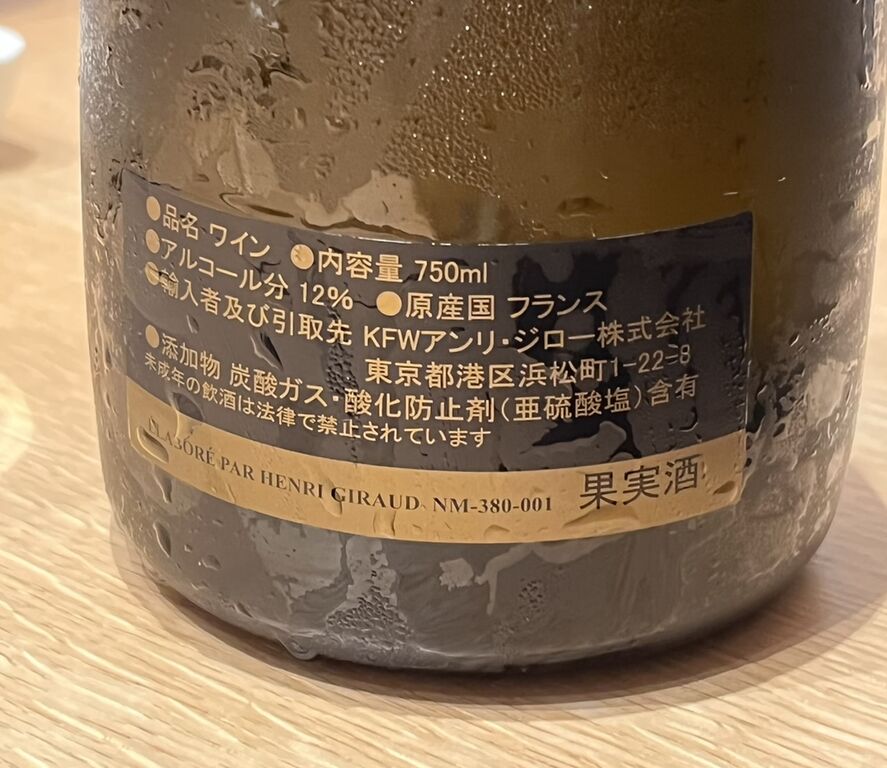 ●品名 ワイン ●内容量 750ml
●アルコール分 12% ●原産国 フランス
●輸入者及び引取先 KFWアンリ・ジロー株式会社
東京都港区浜松町1-22-8
●添加物 炭酸ガス・酸化防止剤(亜硫酸塩)含有
未成年の飲酒は法律で禁止されています
ELABORÉ PAR HENRI GIRAUD NM-380-001 果実酒